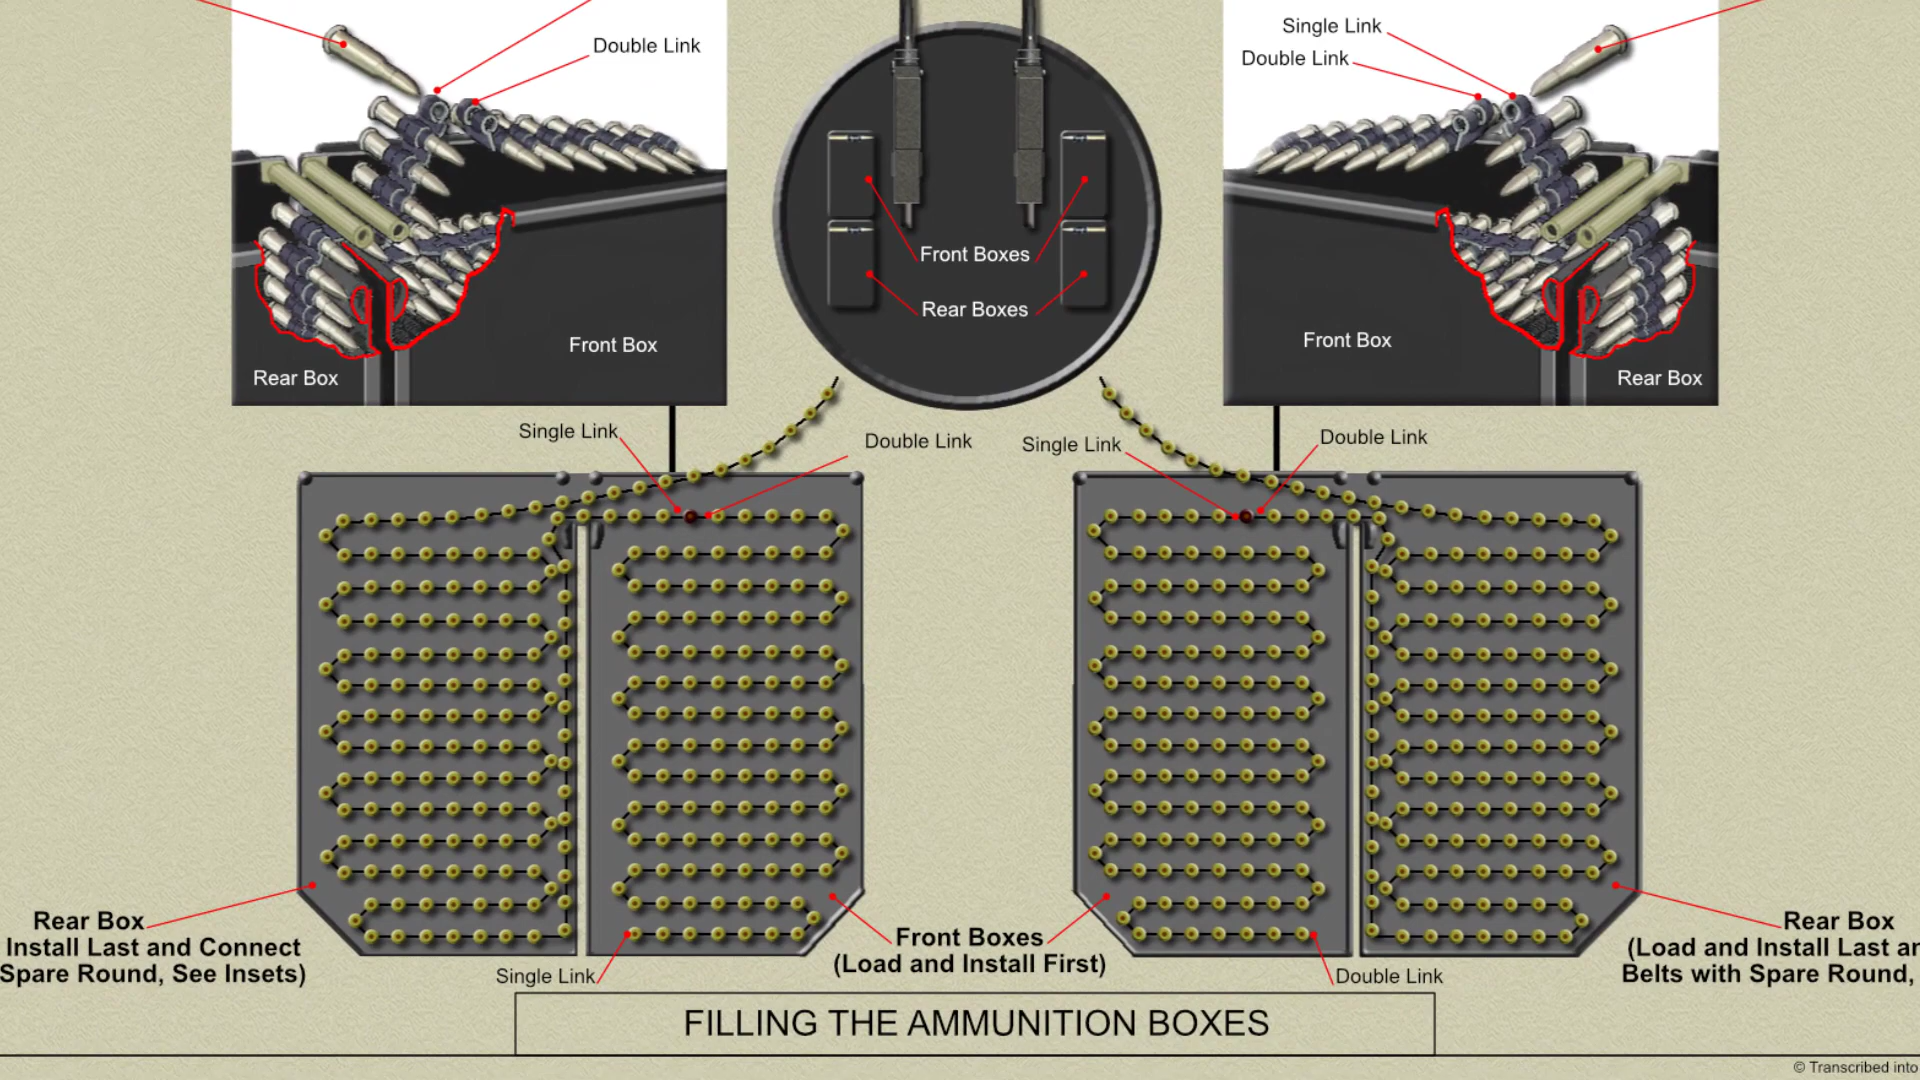 Double Link
Single Link
Double Link
Front Boxes
Rear Boxes
Front Box
Rear Box
Front Box
Rear Box
Single Link
Double Link
Single Link
Double Link
Rear Box
Install Last and Connect
Spare Round, See Insets)
Front Boxes
(Load and Install First)
Rear Box
(Load and Install Last
Belts with Spare Round,
Single Link
Double Link
FILLING THE AMMUNITION BOXES
© Transcribed into